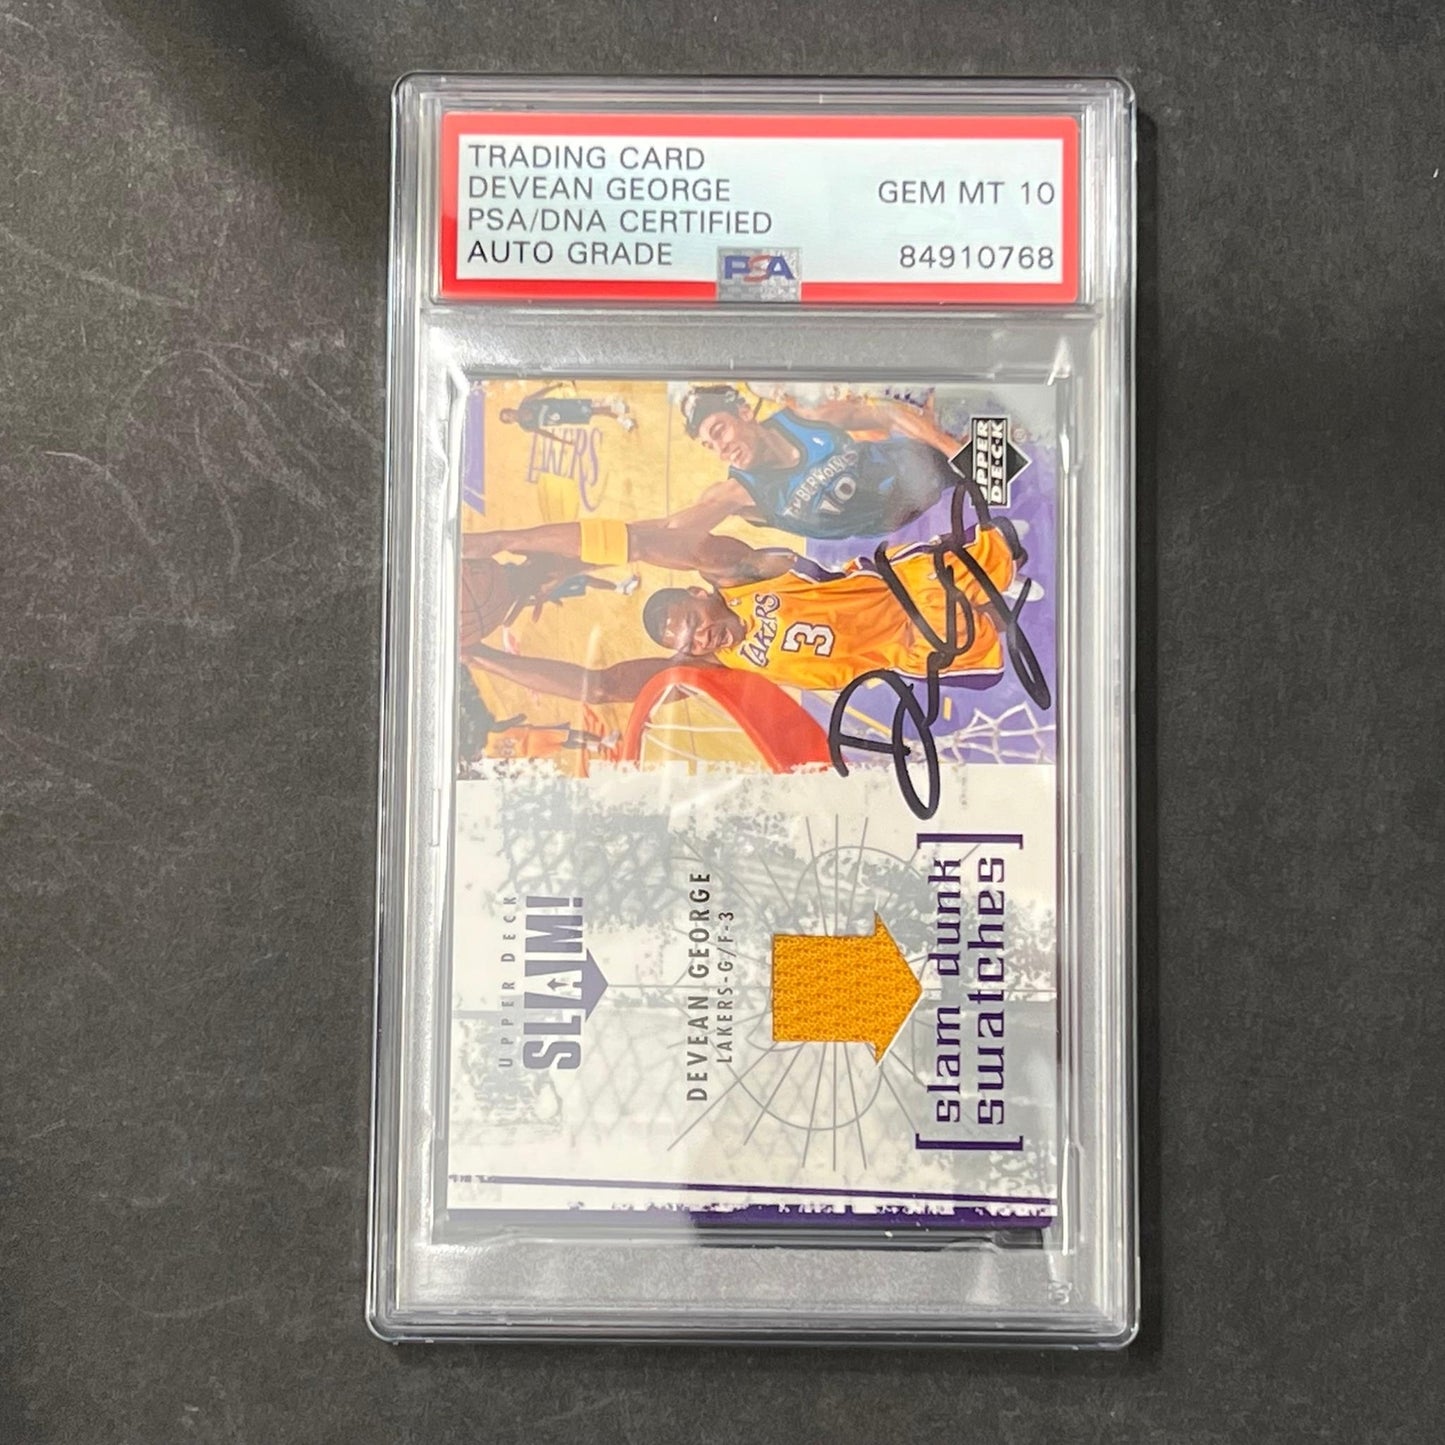 TRADING CARD
DEVEAN GEORGE
PSA/DNA CERTIFIED
AUTO GRADE
GEM MT 10
84910768
PSA
UPPER DECK
SLAM!
DEVEAN GEORGE
LAKERS-G/F-3
[slam dunk
swatches]
LAKERS
TIMBERWOLVES
10
LAKERS
3
UPPER
DECK